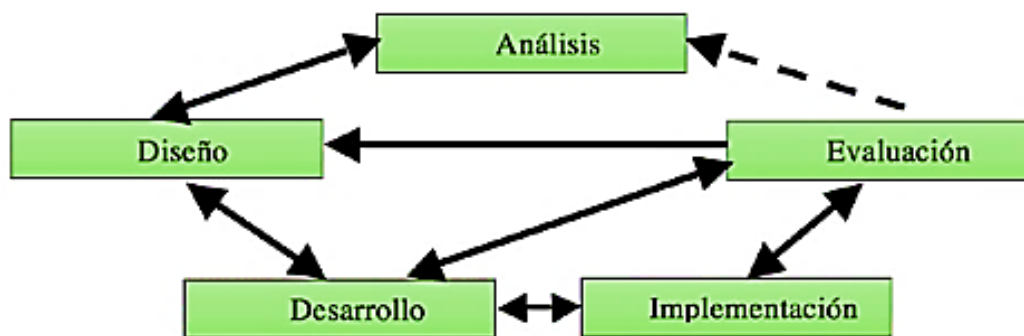 Análisis
Diseño
Evaluación
Desarrollo
Implementación